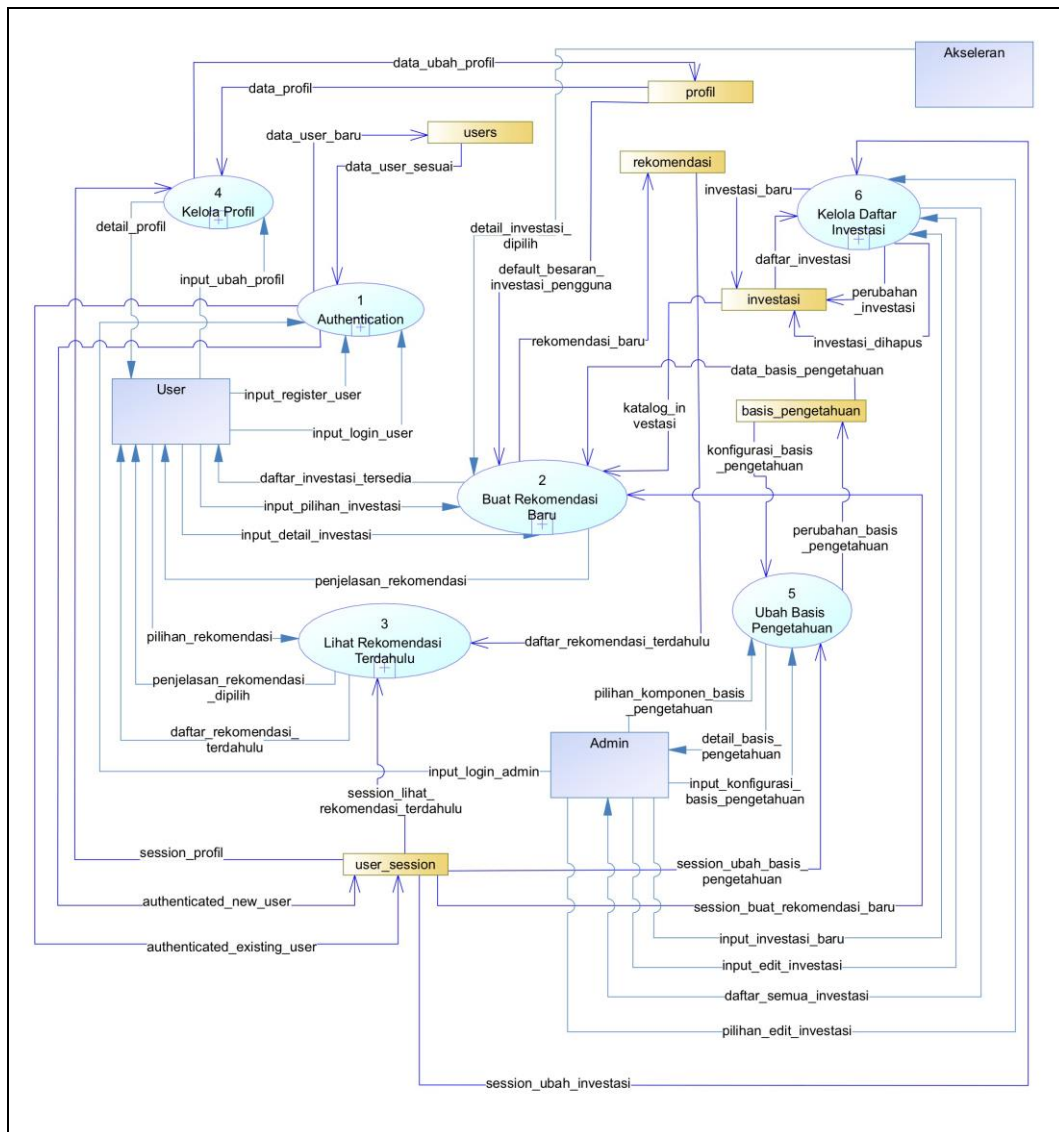 Akseleran
data_ubah_profil
data_profil
profil
data_user_baru
users
data_user_sesuai
rekomendasi
4
Kelola Profil
detail_profil
input_ubah_profil
detail_investasi_
dipilih
default_besaran_
investasi_pengguna
investasi_baru
6
Kelola Daftar
Investasi
daftar_investasi
investasi
perubahan
_investasi
investasi_dihapus
1
Authentication
rekomendasi_baru
data_basis_pengetahuan
User
input_register_user
input_login_user
katalog_in
vestasi
basis_pengetahuan
konfigurasi_basis
_pengetahuan
daftar_investasi_tersedia
input_pilihan_investasi
input_detail_investasi
2
Buat Rekomendasi
Baru
perubahan_basis
_pengetahuan
penjelasan_rekomendasi
5
Ubah Basis
Pengetahuan
pilihan_rekomendasi
3
Lihat Rekomendasi
Terdahulu
daftar_rekomendasi_terdahulu
penjelasan_rekomendasi
_dipilih
pilihan_komponen_basis
_pengetahuan
daftar_rekomendasi_
terdahulu
Admin
detail_basis_
pengetahuan
input_login_admin
input_konfigurasi_
basis_pengetahuan
session_lihat_
rekomendasi_terdahulu
session_profil
user_session
session_ubah_basis_
pengetahuan
authenticated_new_user
session_buat_rekomendasi_baru
authenticated_existing_user
input_investasi_baru
input_edit_investasi
daftar_semua_investasi
pilihan_edit_investasi
session_ubah_investasi